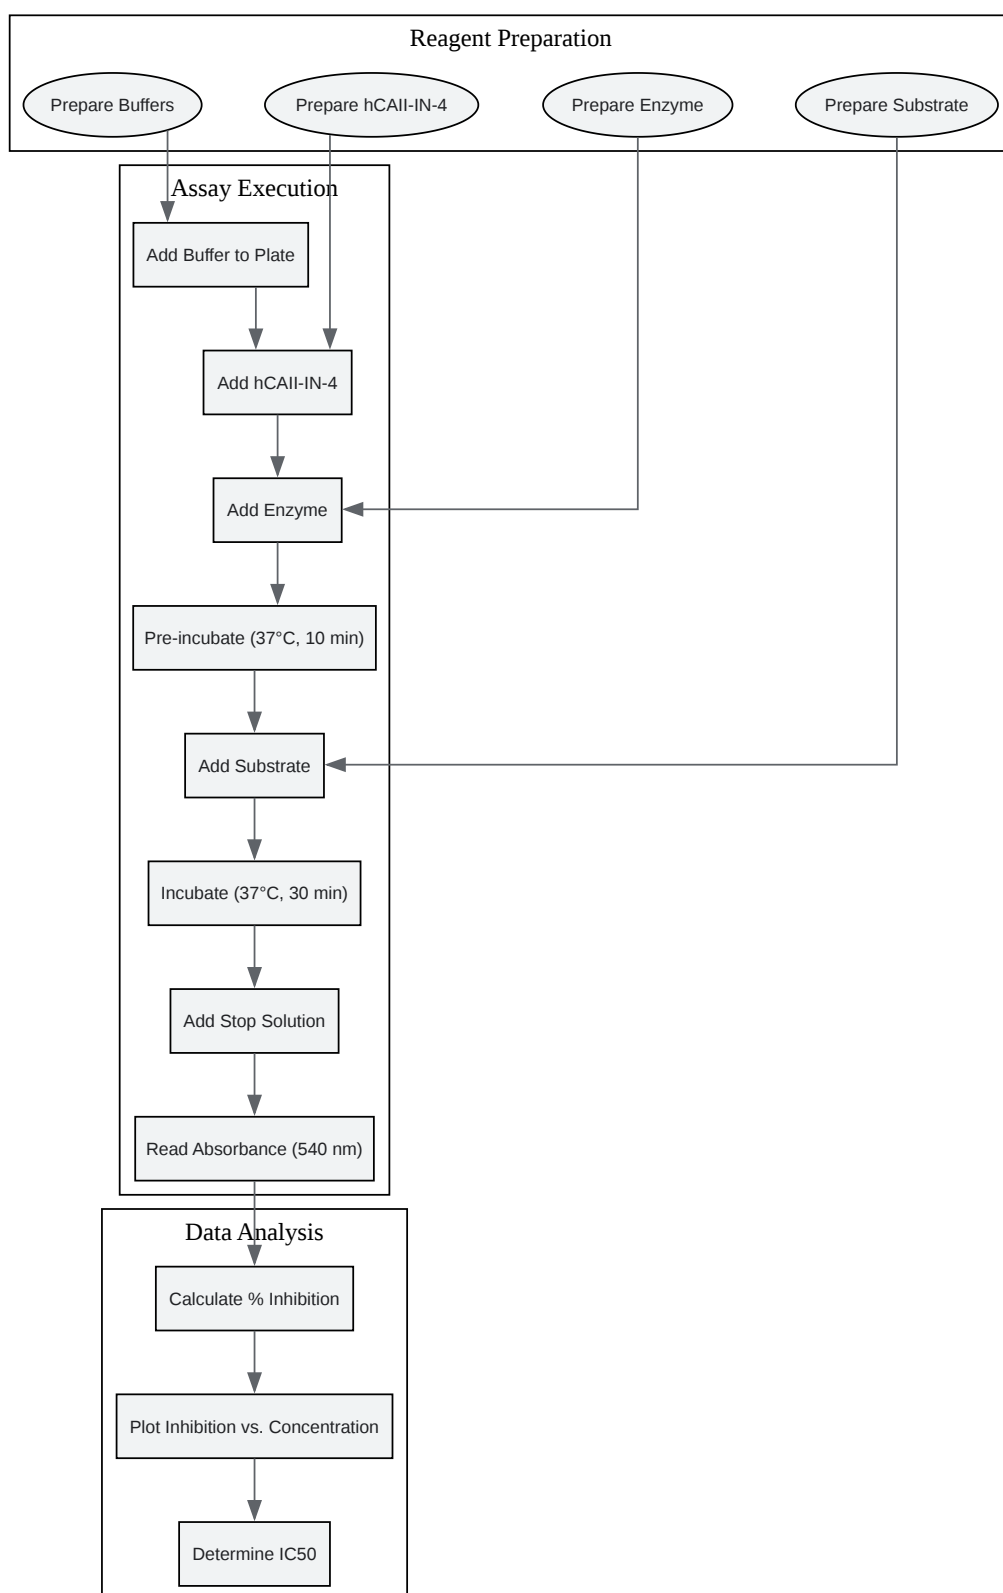 Reagent Preparation
Prepare Buffers
Prepare hCAII-IN-4
Prepare Enzyme
Prepare Substrate
Assay Execution
Add Buffer to Plate
Add hCAII-IN-4
Add Enzyme
Pre-incubate (37°C, 10 min)
Add Substrate
Incubate (37°C, 30 min)
Add Stop Solution
Read Absorbance (540 nm)
Data Analysis
Calculate % Inhibition
Plot Inhibition vs. Concentration
Determine IC50